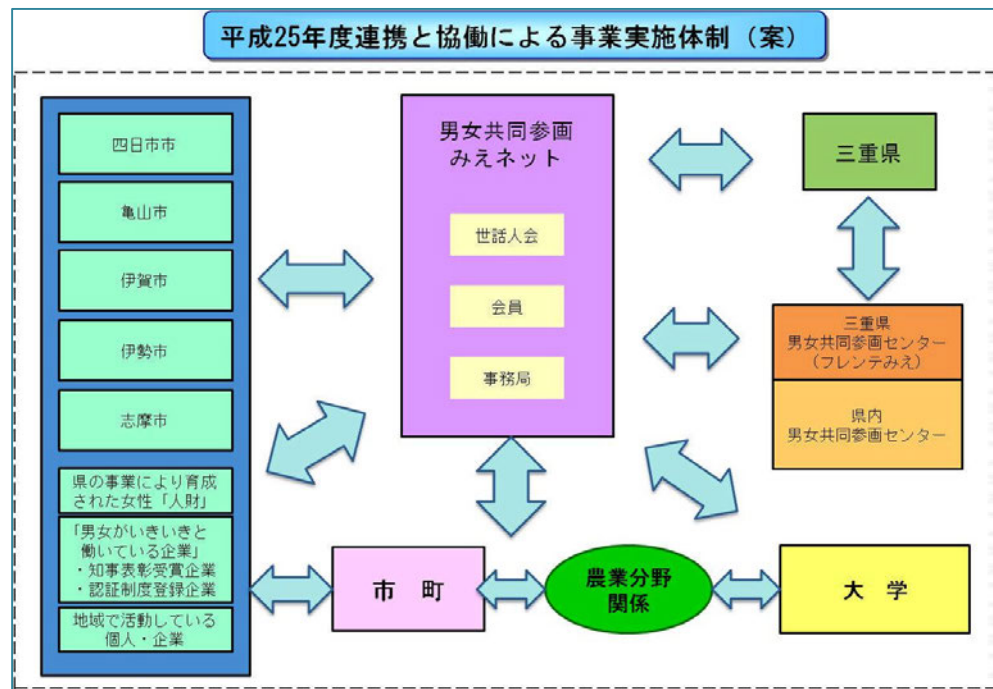 平成25年度連携と協働による事業実施体制（案）
四日市市
亀山市
伊賀市
伊勢市
志摩市
県の事業により育成
された女性「人財」
「男女がいきいきと
働いている企業」
・知事表彰受賞企業
・認証制度登録企業
地域で活動している
個人・企業
男女共同参画
みえネット
世話人会
会員
事務局
三重県
三重県
男女共同参画センター
（フレンテみえ）
県内
男女共同参画センター
市　町
農業分野
関係
大　学